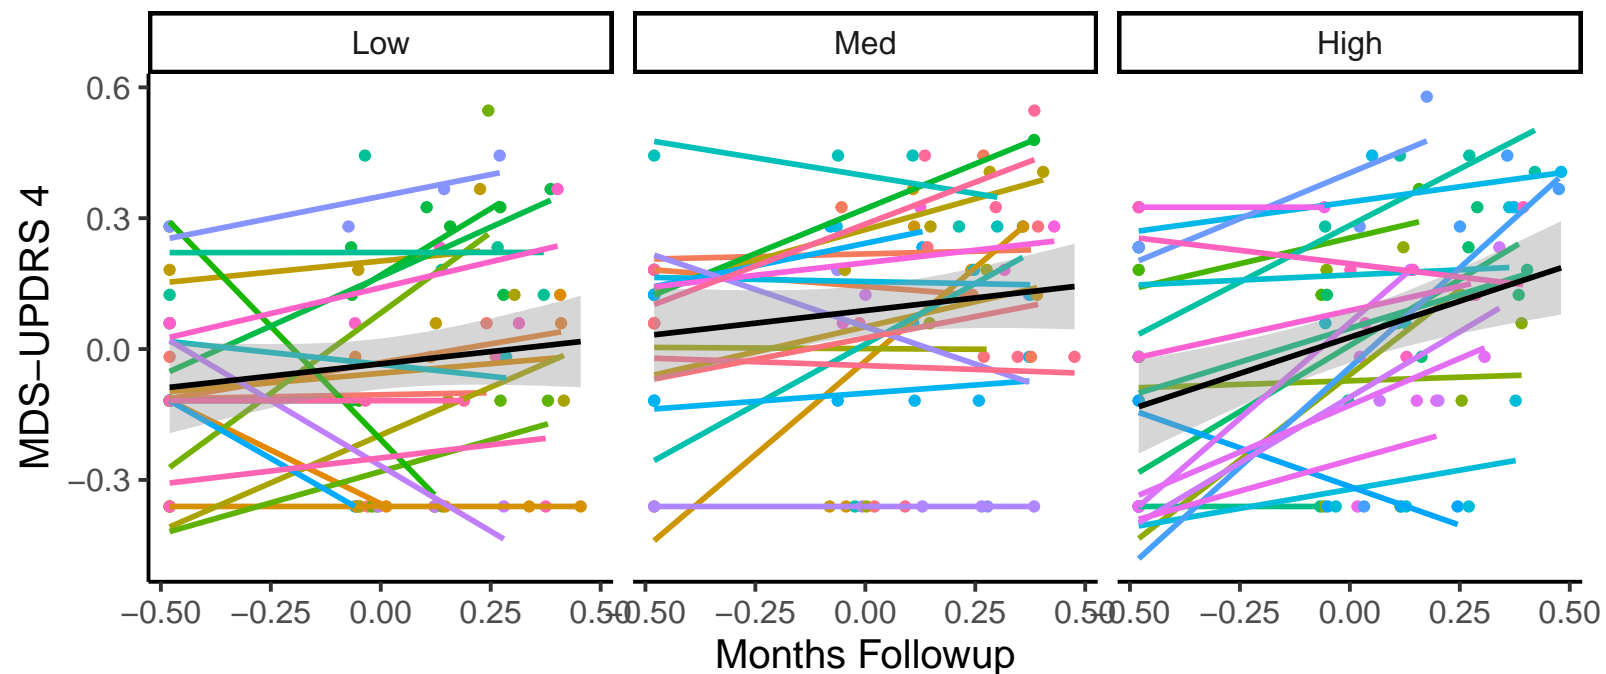 Low Med High
0.6
0.3
0.0
−0.3
MDS−UPDRS 4
−0.50 −0.25 0.00 0.25 0.50 −0.50 −0.25 0.00 0.25 0.50 −0.50 −0.25 0.00 0.25 0.50
Months Followup